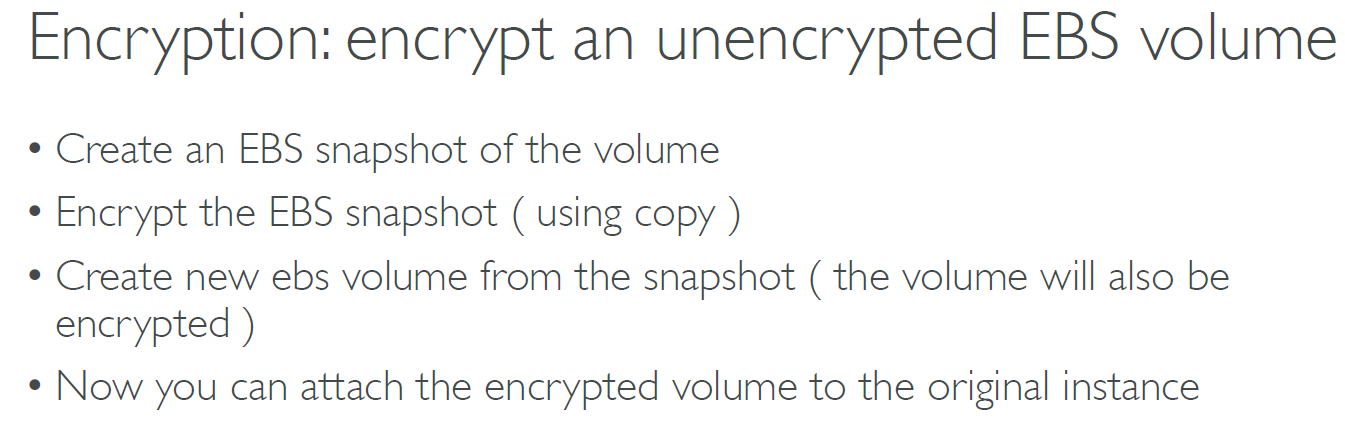 Encryption: encrypt an unencrypted EBS volume
• Create an EBS snapshot of the volume
• Encrypt the EBS snapshot ( using copy )
• Create new ebs volume from the snapshot ( the volume will also be
encrypted )
• Now you can attach the encrypted volume to the original instance